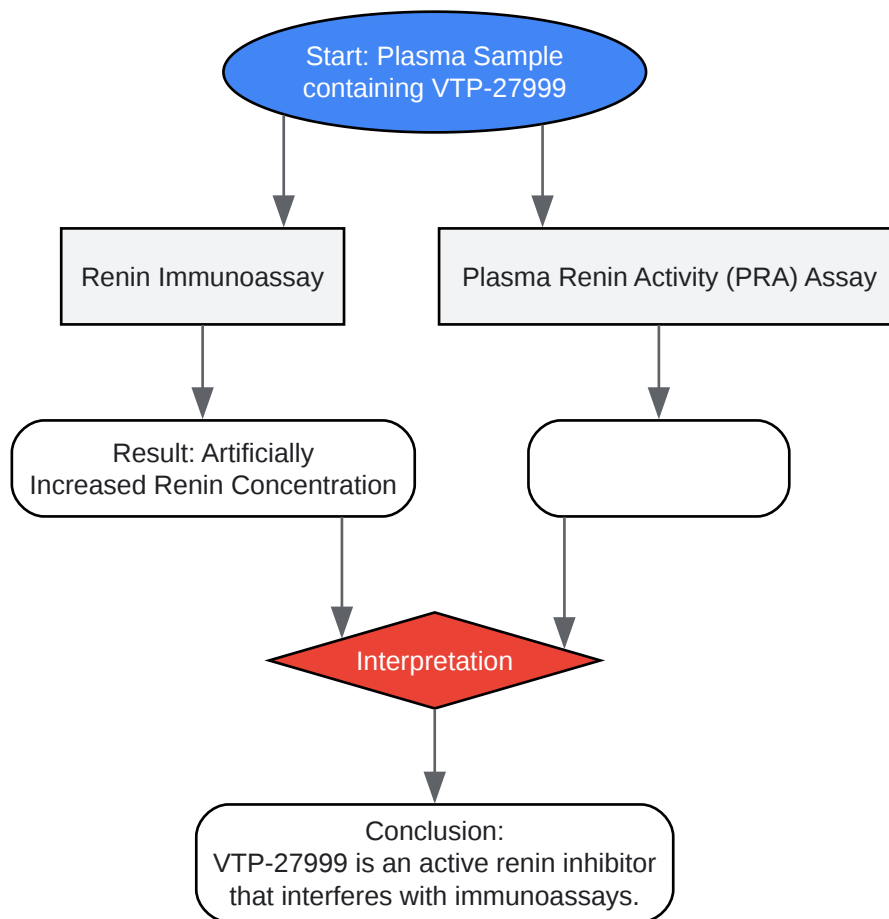 Start: Plasma Sample
containing VTP-27999
Renin Immunoassay
Plasma Renin Activity (PRA) Assay
Result: Artificially
Increased Renin Concentration
Interpretation
Conclusion:
VTP-27999 is an active renin inhibitor
that interferes with immunoassays.